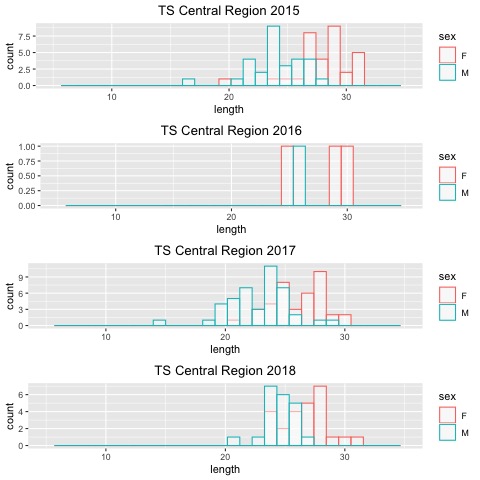 TS Central Region 2015
7.5
5.0
2.5
0.0
count
10 20 30
length
sex
F
M
TS Central Region 2016
1.00
0.75
0.50
0.25
0.00
count
10 20 30
length
sex
F
M
TS Central Region 2017
9
6
3
0
count
10 20 30
length
sex
F
M
TS Central Region 2018
6
4
2
0
count
10 20 30
length
sex
F
M